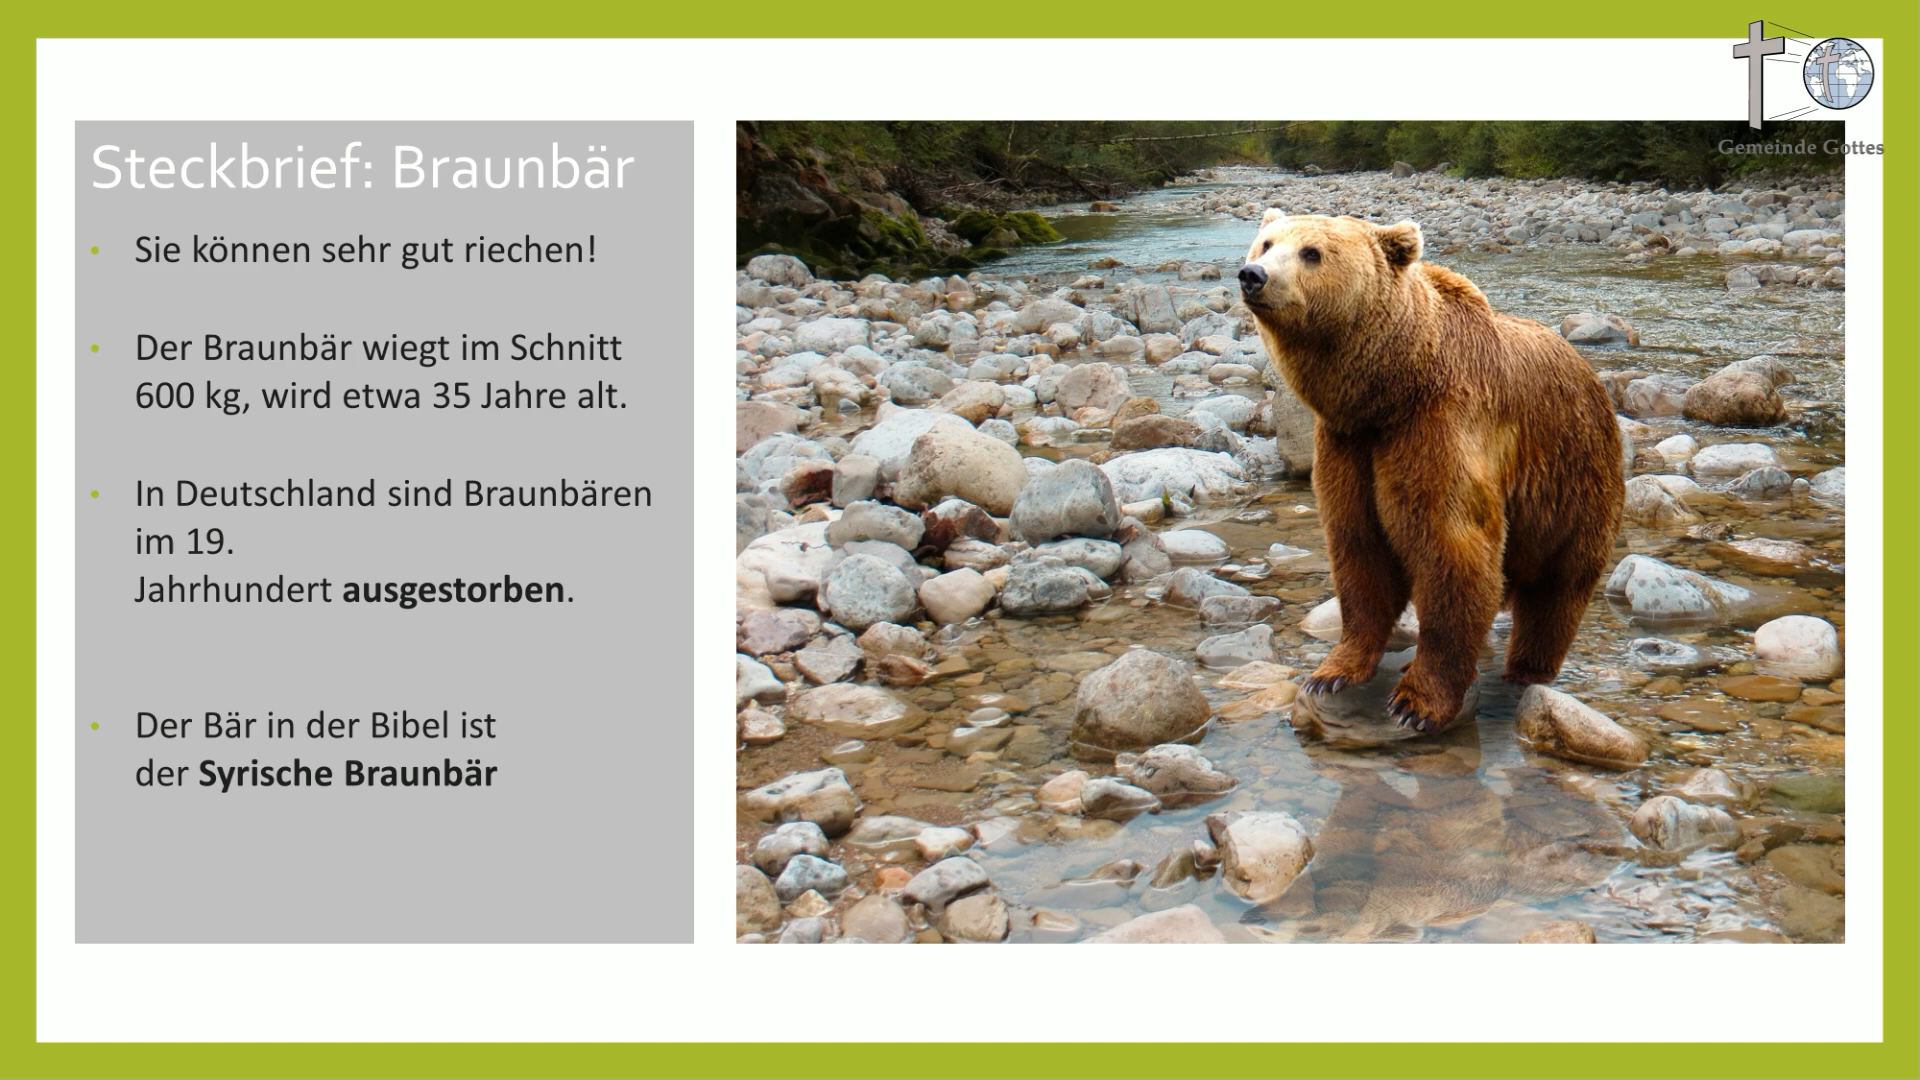 Gemeinde Gottes
Steckbrief: Braunbär
• Sie können sehr gut riechen!
• Der Braunbär wiegt im Schnitt
600 kg, wird etwa 35 Jahre alt.
• In Deutschland sind Braunbären
im 19.
Jahrhundert ausgestorben.
• Der Bär in der Bibel ist
der Syrische Braunbär